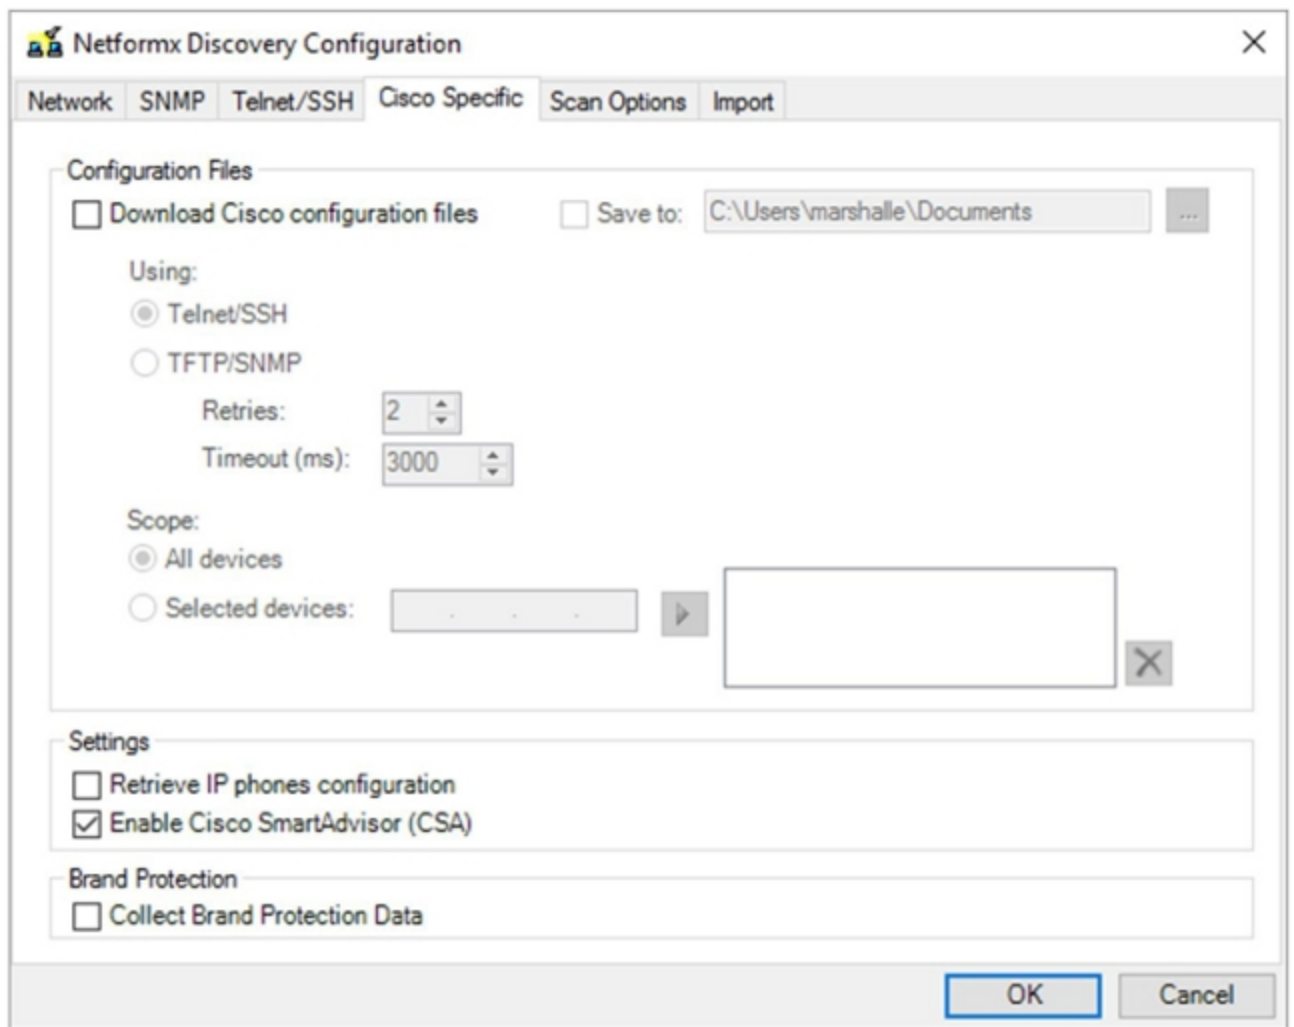 Netformx Discovery Configuration
Network SNMP Telnet/SSH Cisco Specific Scan Options Import
Configuration Files
Download Cisco configuration files Save to: C:\Users\marshalle\Documents ...
Using:
Telnet/SSH
TFTP/SNMP
Retries: 2
Timeout (ms): 3000
Scope:
All devices
Selected devices: . . .
Settings
Retrieve IP phones configuration
Enable Cisco SmartAdvisor (CSA)
Brand Protection
Collect Brand Protection Data
OK Cancel